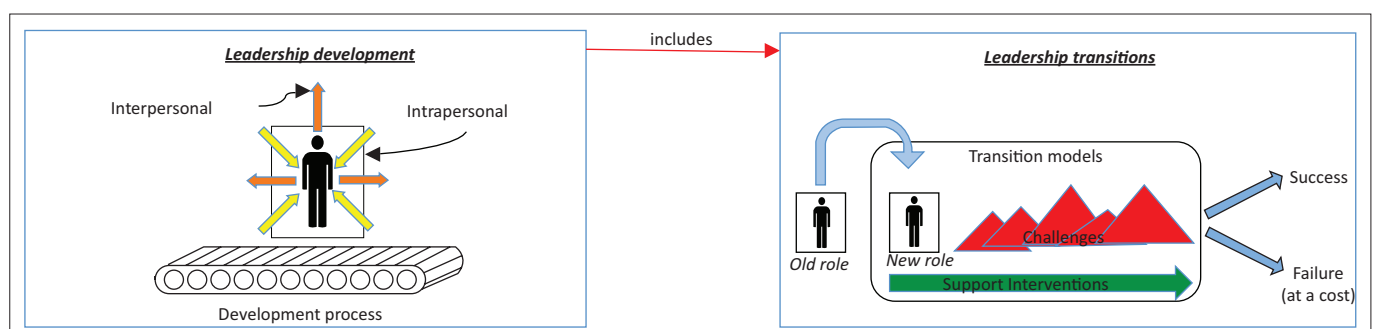 Leadership development
Interpersonal
Intrapersonal
Development process
includes
Leadership transitions
Transition models
Challenges
Old role
New role
Support Interventions
Success
Failure
(at a cost)